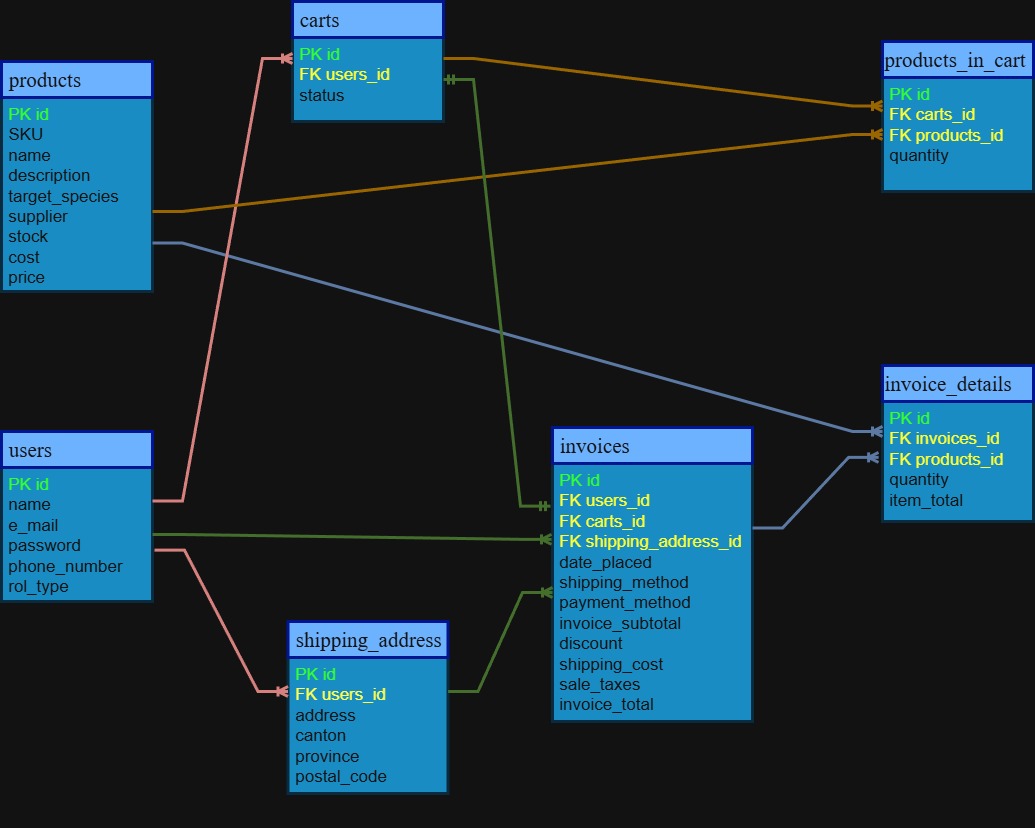 carts
PK id
FK users_id
status
products_in_cart
PK id
FK carts_id
FK products_id
quantity
products
PK id
SKU
name
description
target_species
supplier
stock
cost
price
invoice_details
PK id
FK invoices_id
FK products_id
quantity
item_total
users
PK id
name
e_mail
password
phone_number
rol_type
invoices
PK id
FK users_id
FK carts_id
FK shipping_address_id
date_placed
shipping_method
payment_method
invoice_subtotal
discount
shipping_cost
sale_taxes
invoice_total
shipping_address
PK id
FK users_id
address
canton
province
postal_code